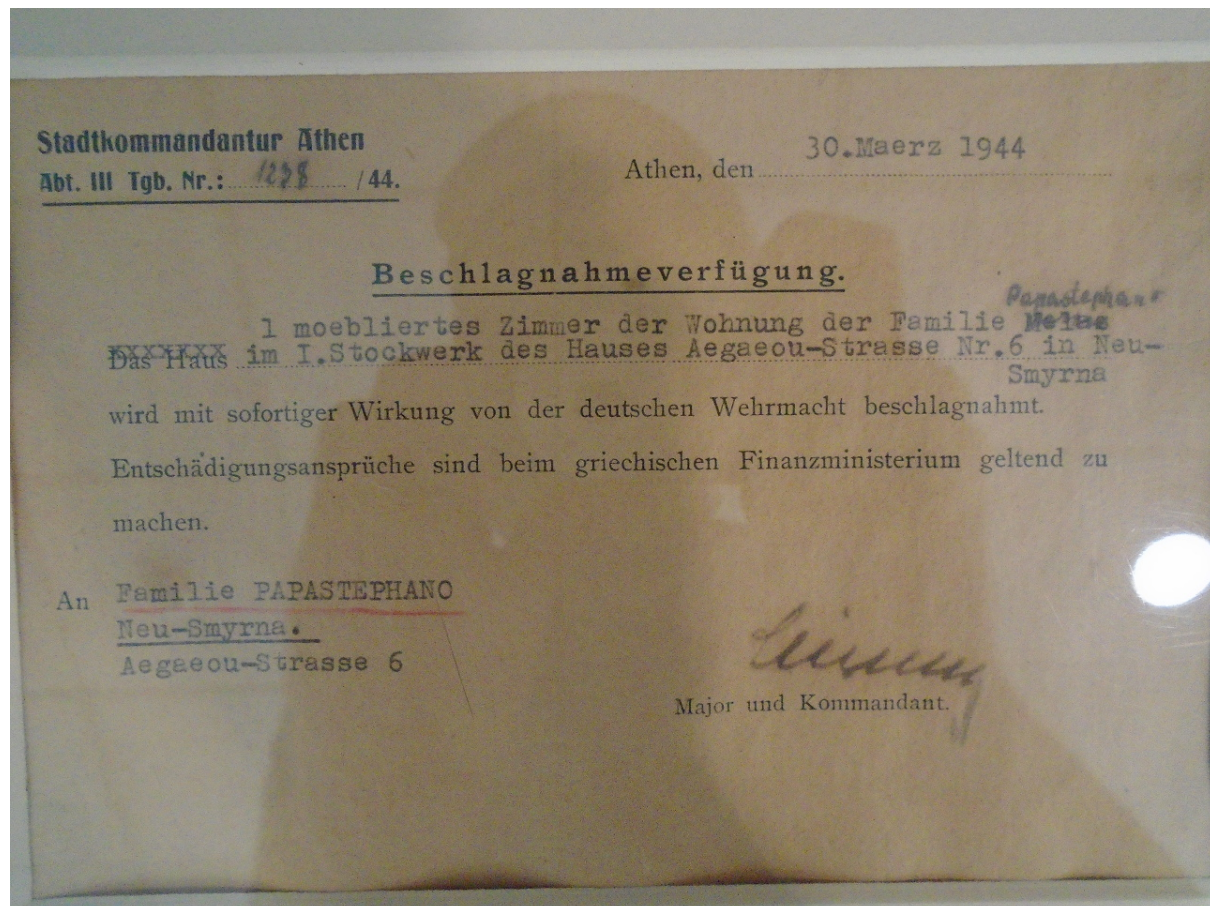 Stadtkommandantur Athen
Abt. III Tgb. Nr.: 1238 / 44.
Athen, den 30.Maerz 1944
Beschlagnahmeverfügung.
Papastephano
1 moebliertes Zimmer der Wohnung der Familie
Das Haus im I.Stockwerk des Hauses Aegaeou-Strasse Nr.6 in Neu-
Smyrna
wird mit sofortiger Wirkung von der deutschen Wehrmacht beschlagnahmt.
Entschädigungsansprüche sind beim griechischen Finanzministerium geltend zu
machen.
An Familie PAPASTEPHANO
Neu-Smyrna.
Aegaeou-Strasse 6
Major und Kommandant.